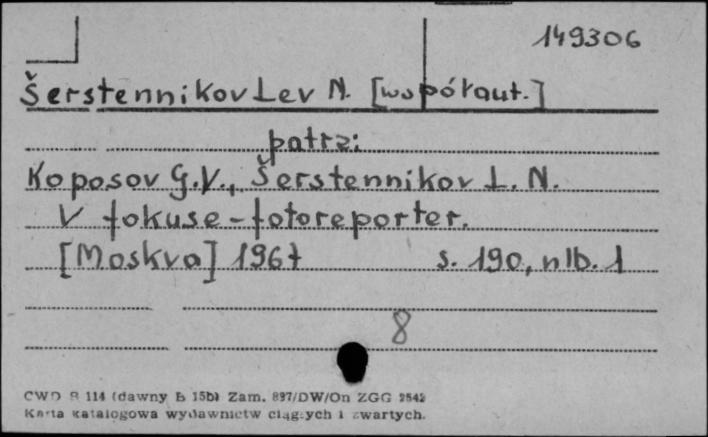 149306
Šerstennikov Lev N. [współaut.]
patrz:
Koposov G.V., Šerstennikov L. N.
V fokuse - fotoreporter.
[Moskva] 1967 s. 190, nlb. 1
8
CWD B 114 (dawny B 15b) Zam. 897/DW/On ZGG 2542
Karta katalogowa wydawnictw ciągłych i zwartych.